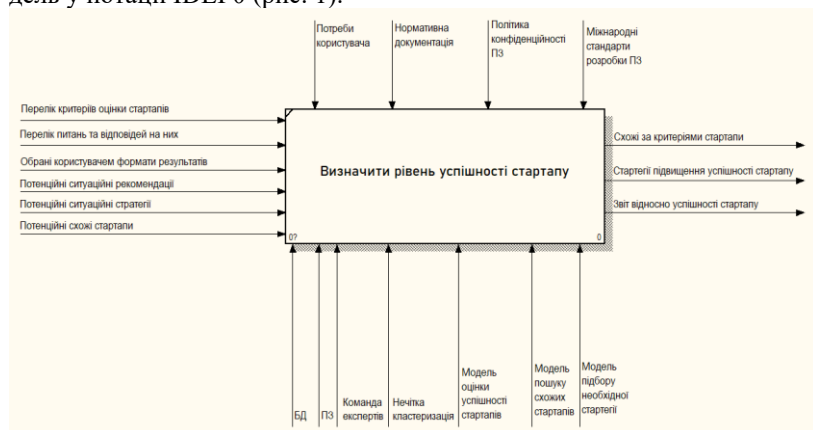 дель у нотації IDEF0 (рис. 1).
Потреби
користувача
Нормативна
документація
Політика
конфіденційності
ПЗ
Міжнародні
стандарти
розробки ПЗ
Перелік критеріїв оцінки стартапів
Перелік питань та відповідей на них
Обрані користувачем формати результатів
Потенційні ситуаційні рекомендації
Потенційні ситуаційні стратегії
Потенційні схожі стартапи
Визначити рівень успішності стартапу
0?
0
Схожі за критеріями стартапи
Стартегії підвищення успішності стартапу
Звіт відносно успішності стартапу
БД
ПЗ
Команда
експертів
Нечітка
кластеризація
Модель
оцінки
успішності
стартапів
Модель
пошуку
схожих
стартапів
Модель
підбору
необхідної
стартегії